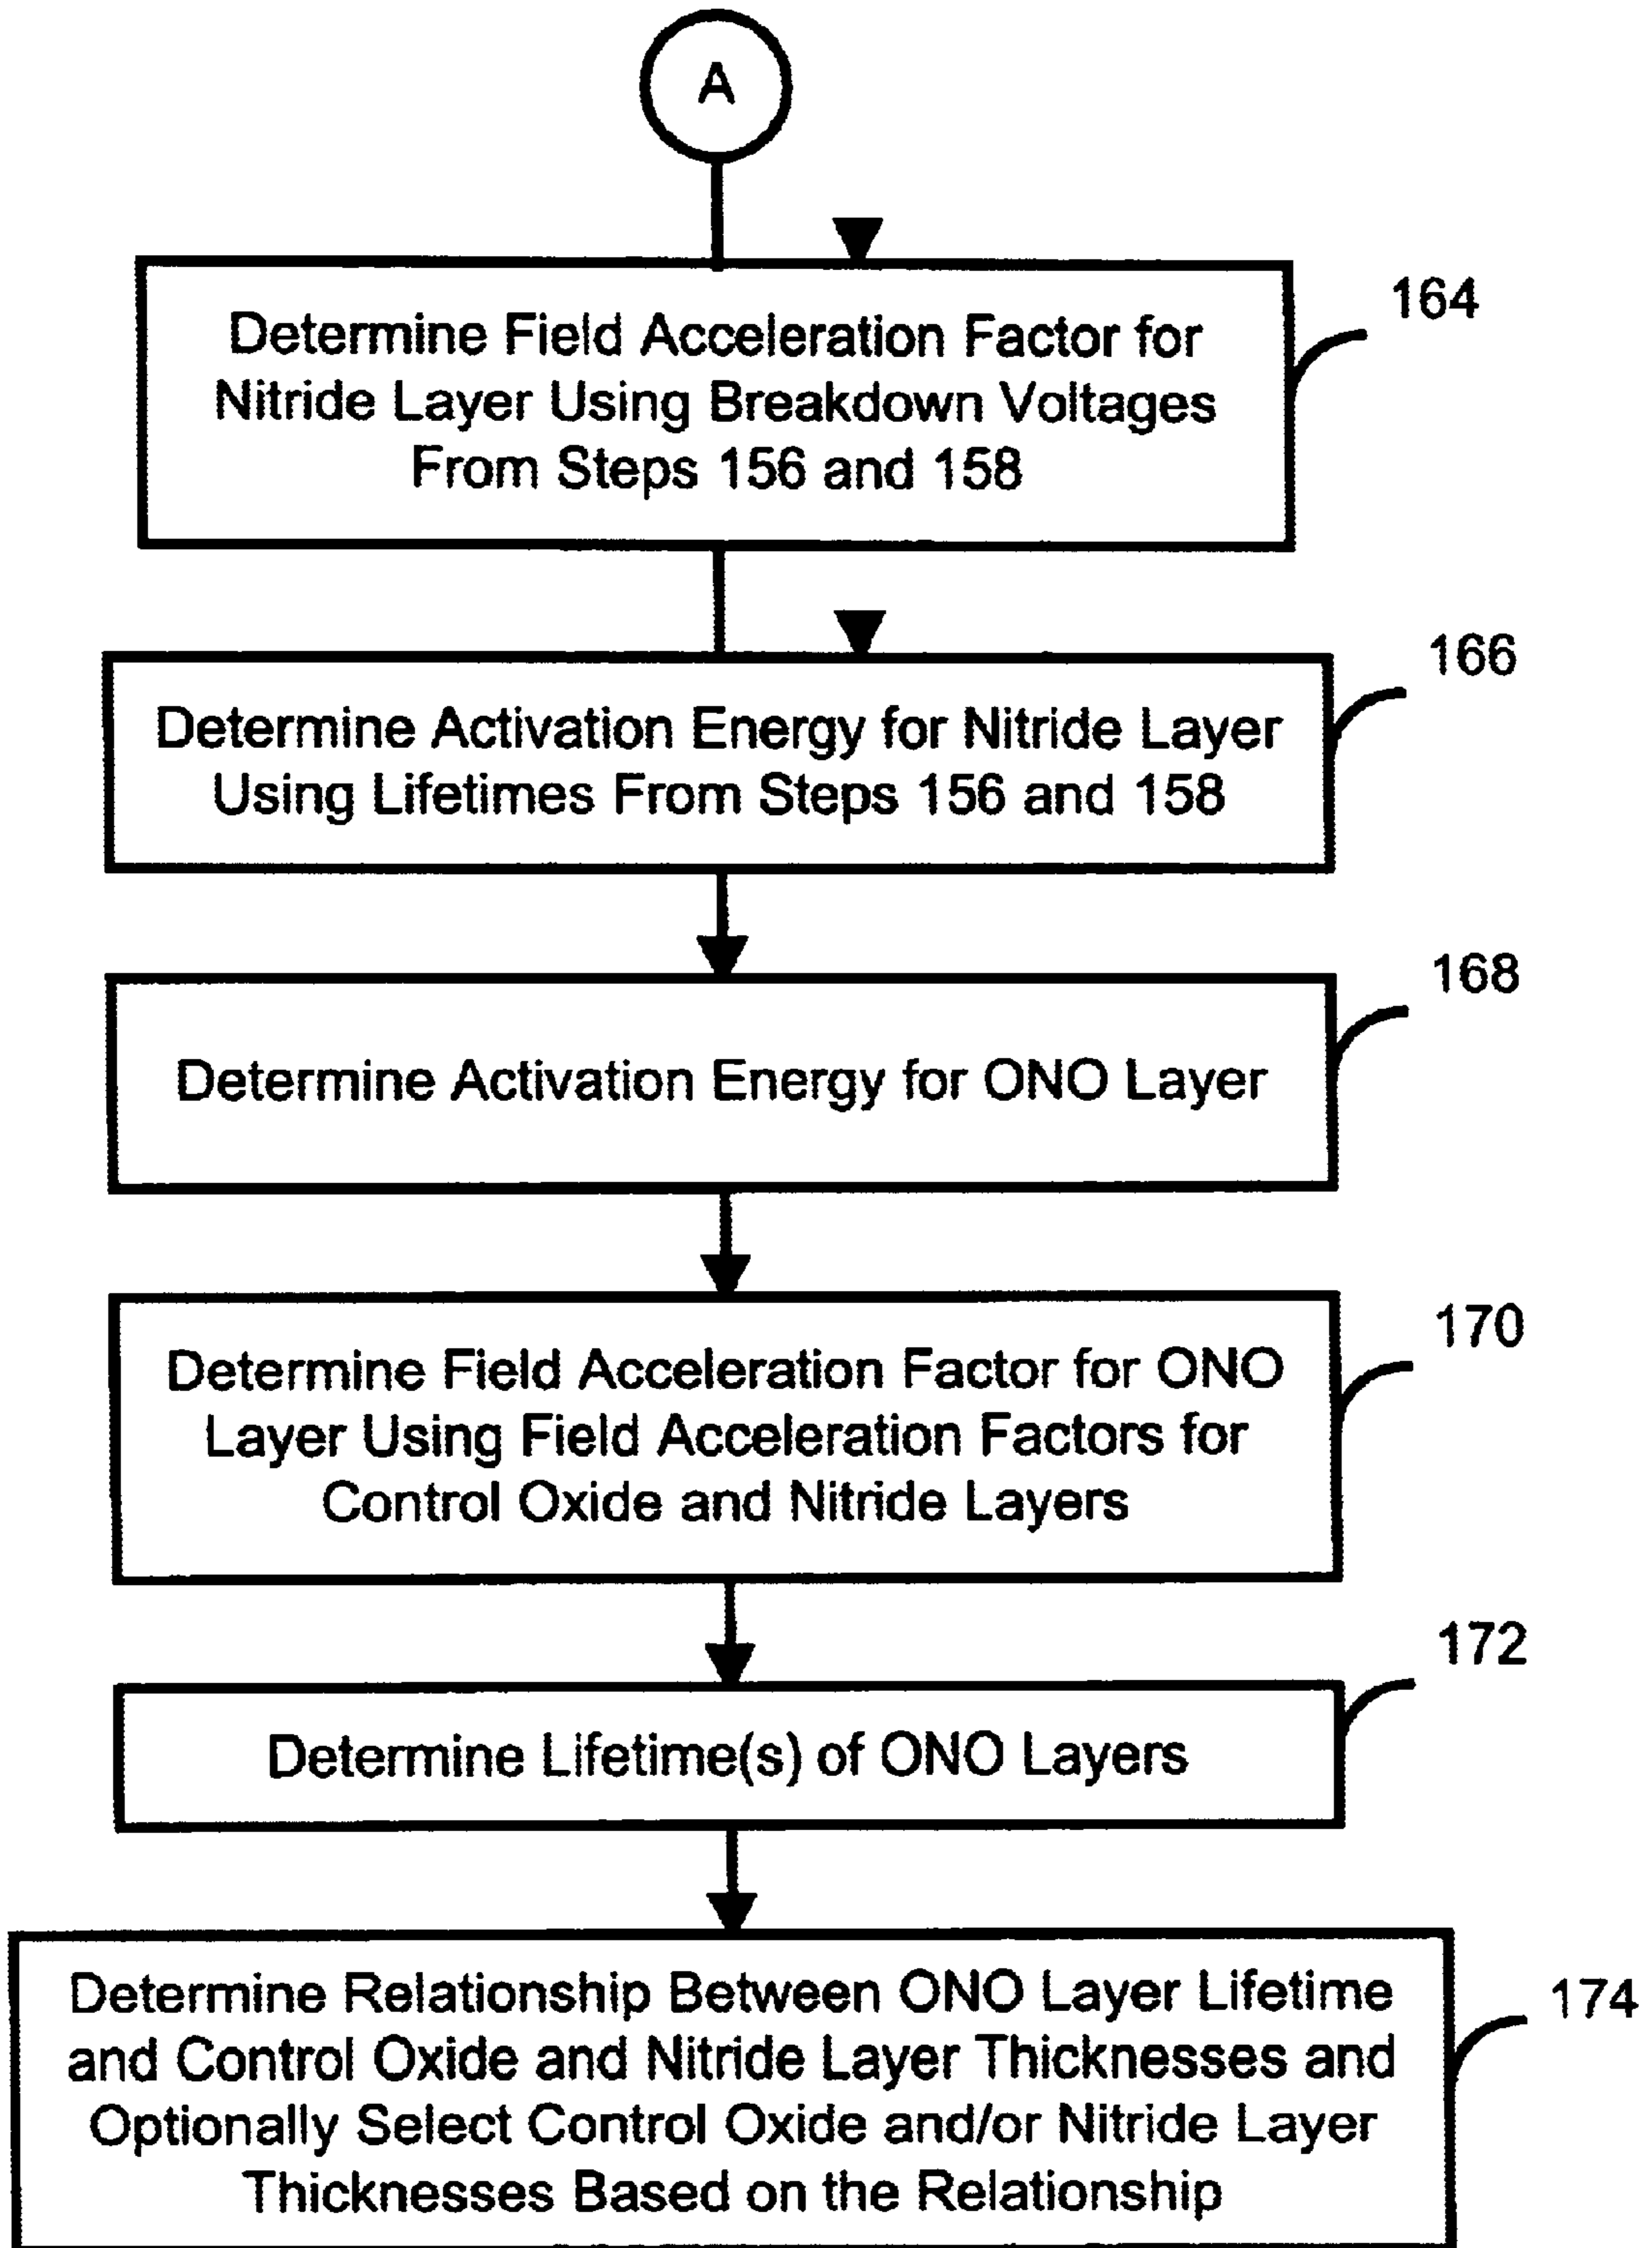 A
164
Determine Field Acceleration Factor for
Nitride Layer Using Breakdown Voltages
From Steps 156 and 158
166
Determine Activation Energy for Nitride Layer
Using Lifetimes From Steps 156 and 158
168
Determine Activation Energy for ONO Layer
170
Determine Field Acceleration Factor for ONO
Layer Using Field Acceleration Factors for
Control Oxide and Nitride Layers
172
Determine Lifetime(s) of ONO Layers
174
Determine Relationship Between ONO Layer Lifetime
and Control Oxide and Nitride Layer Thicknesses and
Optionally Select Control Oxide and/or Nitride Layer
Thicknesses Based on the Relationship